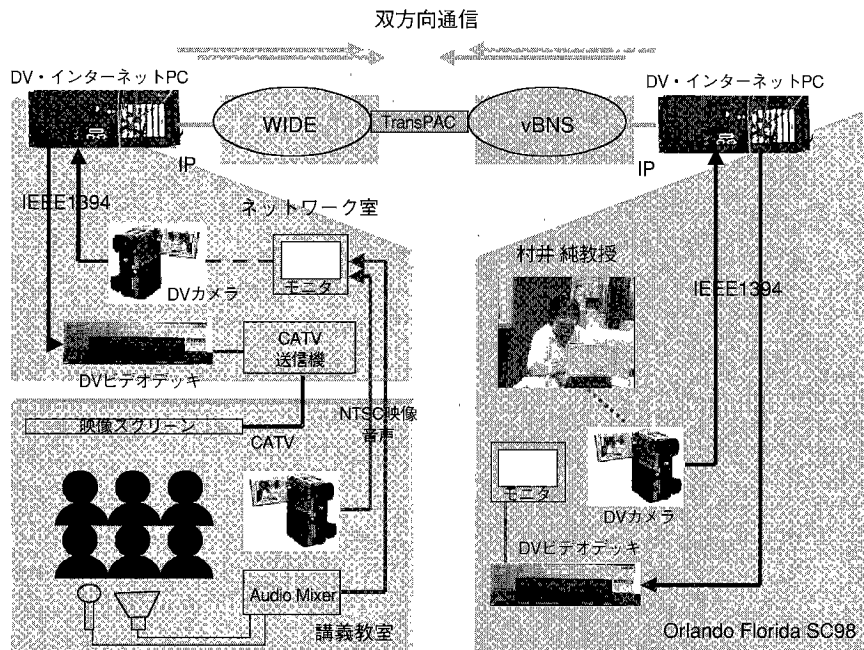 双方向通信
DV・インターネットPC
DV・インターネットPC
WIDE
TransPAC
vBNS
IP
IP
IEEE1394
ネットワーク室
村井 純教授
IEEE1394
DVカメラ
モニタ
CATV
送信機
DVビデオデッキ
映像スクリーン
CATV
NTSC映像
音声
モニタ
DVカメラ
DVビデオデッキ
Audio Mixer
講義教室
Orlando Florida SC98